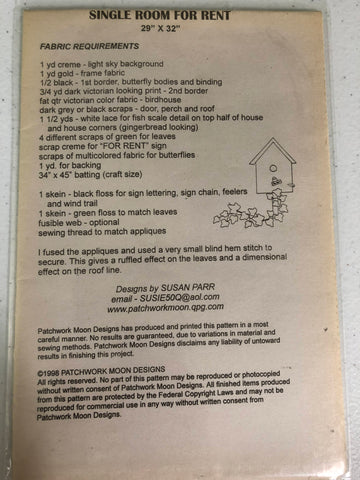 SINGLE ROOM FOR RENT
29" X 32"
FABRIC REQUIREMENTS
1 yd creme - light sky background
1 yd gold - frame fabric
1/2 black - 1st border, butterfly bodies and binding
3/4 yd dark victorian looking print - 2nd border
fat qtr victorian color fabric - birdhouse
dark grey or black scraps - door, perch and roof
1 1/2 yds - white lace for fish scale detail on top half of house
and house corners (gingerbread looking)
4 different scraps of green for leaves
scrap creme for "FOR RENT" sign
scraps of multicolored fabric for butterflies
1 yd. for backing
34" x 45" batting (craft size)
1 skein - black floss for sign lettering, sign chain, feelers
and wind trail
1 skein - green floss to match leaves
fusible web - optional
sewing thread to match appliques
I fused the appliques and used a very small blind hem stitch to
secure. This gives a ruffled effect on the leaves and a dimensional
effect on the roof line.
Designs by SUSAN PARR
email - SUSIE50Q@aol.com
www.patchworkmoon.qpg.com
Patchwork Moon Designs has produced and printed this pattern in a most
careful manner. No results are guaranteed, due to variations in material and
sewing methods. Patchwork Moon Designs disclaims any liability of untoward
results in finishing this project.
©1998 PATCHWORK MOON DESIGNS
All rights reserved. No part of this pattern may be reproduced or photocopied
without written consent of Patchwork Moon Designs. All finished items produced
from this pattern are protected by the Federal Copyright Laws and may not be
reproduced for commercial use in any way without written consent from
Patchwork Moon Designs.